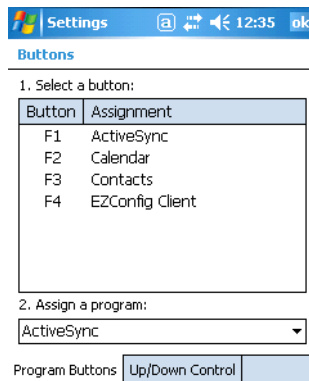 Settings a 12:35 ok
Buttons
1. Select a button:
Button Assignment
F1 ActiveSync
F2 Calendar
F3 Contacts
F4 EZConfig Client
2. Assign a program:
ActiveSync
Program Buttons Up/Down Control